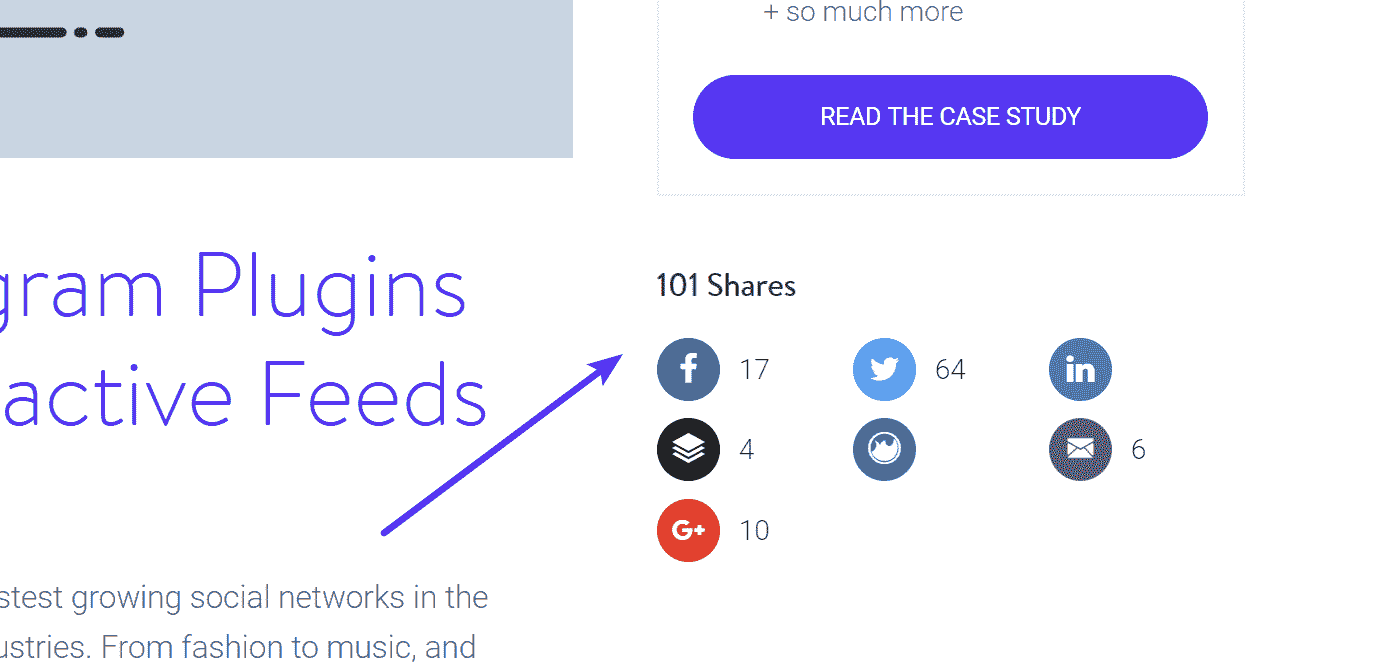 + so much more
READ THE CASE STUDY
gram Plugins
active Feeds
101 Shares
17
64
in
4
6
G+
10
stest growing social networks in the
ustries. From fashion to music, and